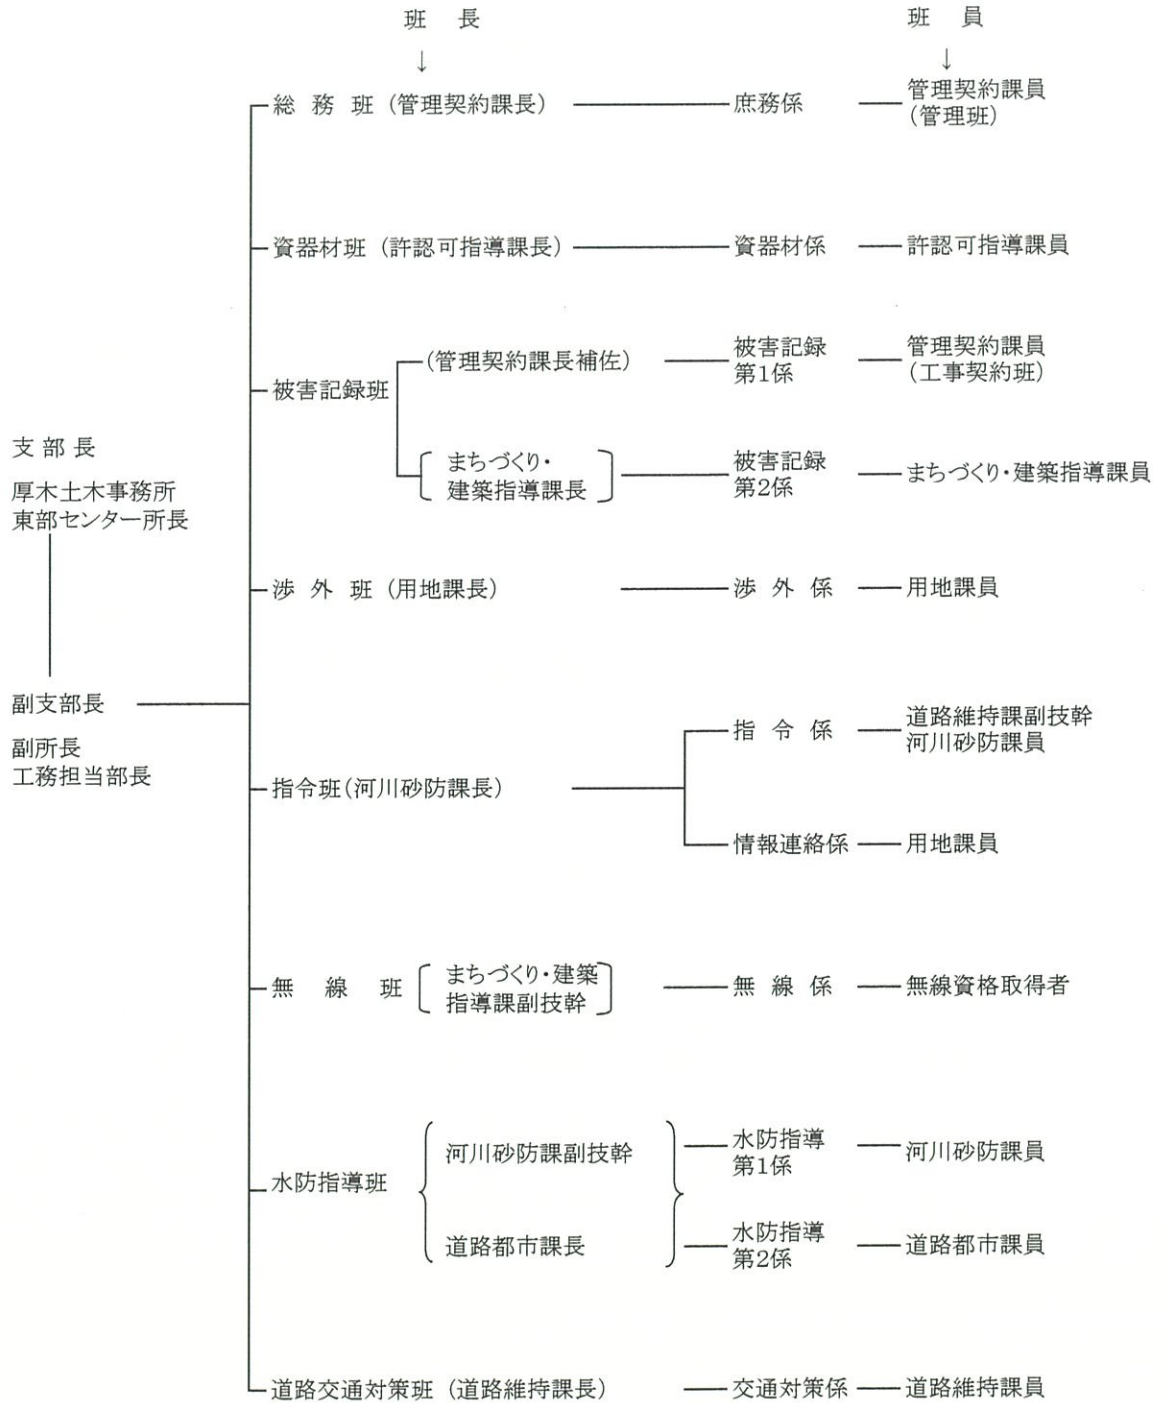 班　長
班　員
↓
↓
総　務　班（管理契約課長）
庶務係
管理契約課員
（管理班）
資器材班（許認可指導課長）
資器材係
許認可指導課員
被害記録班
（管理契約課長補佐）
被害記録
第1係
管理契約課員
（工事契約班）
まちづくり・
建築指導課長
被害記録
第2係
まちづくり・建築指導課員
支 部 長
厚木土木事務所
東部センター所長
渉　外　班（用地課長）
渉　外　係
用地課員
副支部長
副所長
工務担当部長
指令班（河川砂防課長）
指　令　係
道路維持課副技幹
河川砂防課員
情報連絡係
用地課員
無　線　班
まちづくり・建築
指導課副技幹
無　線　係
無線資格取得者
水防指導班
河川砂防課副技幹
水防指導
第1係
河川砂防課員
道路都市課長
水防指導
第2係
道路都市課員
道路交通対策班（道路維持課長）
交通対策係
道路維持課員